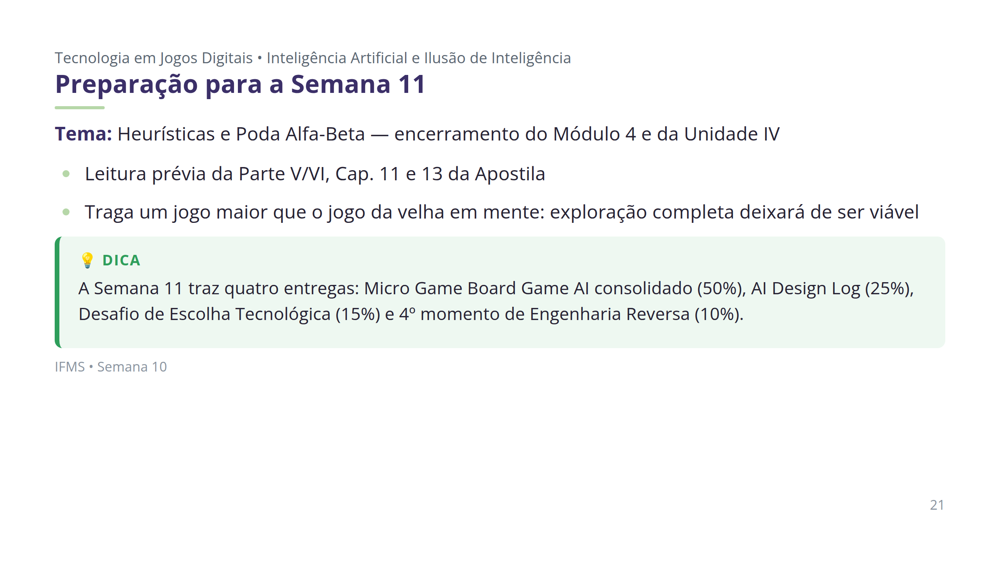 Tecnologia em Jogos Digitais • Inteligência Artificial e Ilusão de Inteligência
Preparação para a Semana 11
Tema: Heurísticas e Poda Alfa-Beta — encerramento do Módulo 4 e da Unidade IV
• Leitura prévia da Parte V/VI, Cap. 11 e 13 da Apostila
• Traga um jogo maior que o jogo da velha em mente: exploração completa deixará de ser viável
💡 DICA
A Semana 11 traz quatro entregas: Micro Game Board Game AI consolidado (50%), AI Design Log (25%),
Desafio de Escolha Tecnológica (15%) e 4º momento de Engenharia Reversa (10%).
IFMS • Semana 10
21